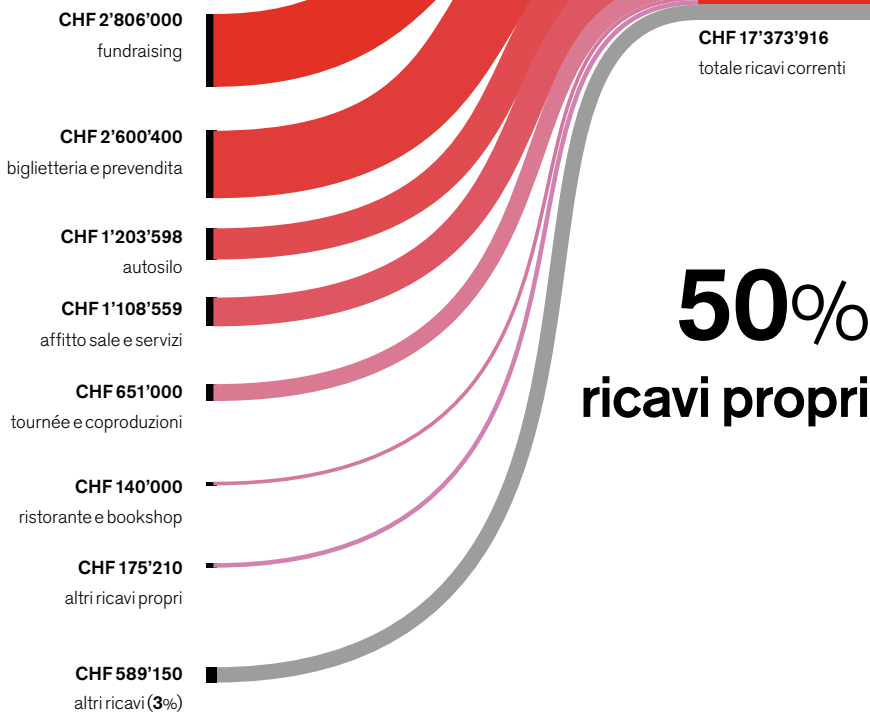 CHF 2’806’000
fundraising
CHF 2’600’400
biglietteria e prevendita
CHF 1’203’598
autosilo
CHF 1’108’559
affitto sale e servizi
CHF 651’000
tournée e coproduzioni
CHF 140’000
ristorante e bookshop
CHF 175’210
altri ricavi propri
CHF 589’150
altri ricavi (3%)
CHF 17’373’916
totale ricavi correnti
50%
ricavi propri